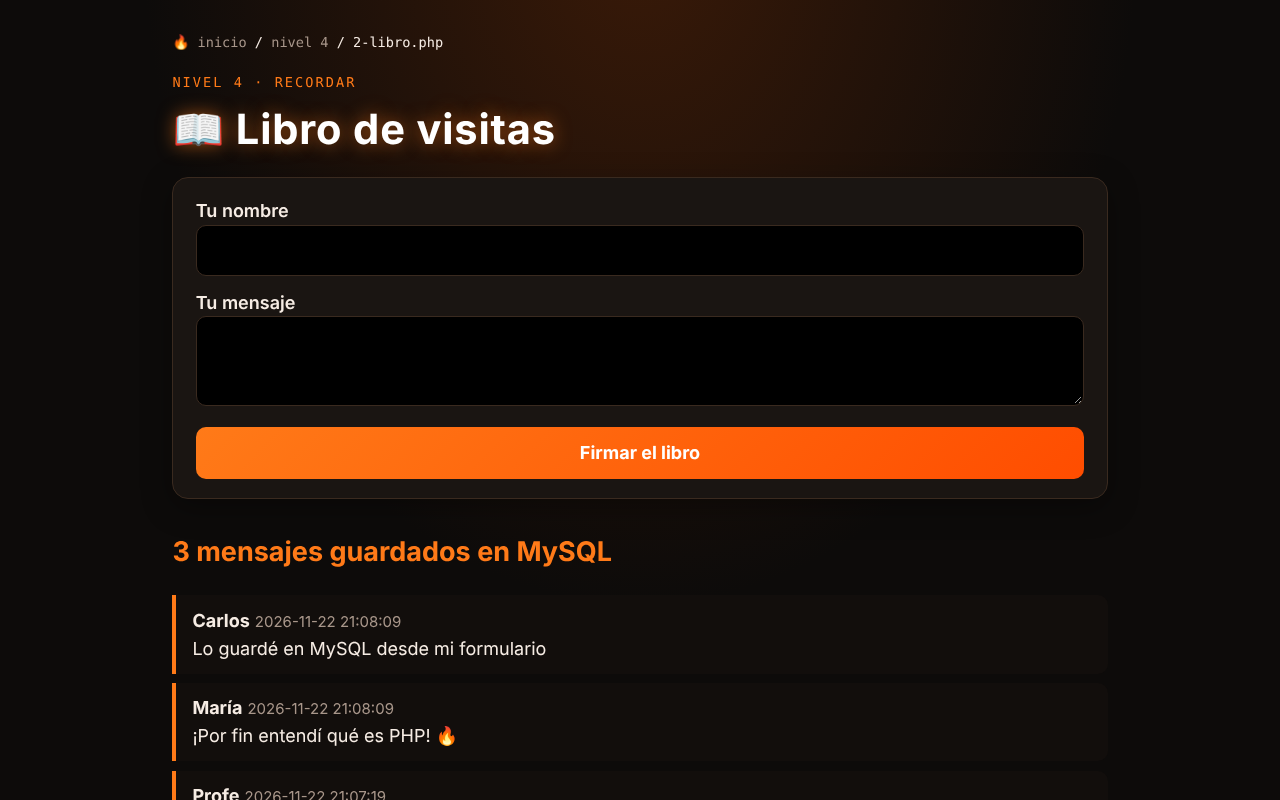 🔥 inicio / nivel 4 / 2-libro.php
NIVEL 4 · RECORDAR
📖 Libro de visitas
Tu nombre
Tu mensaje
Firmar el libro
3 mensajes guardados en MySQL
Carlos 2026-11-22 21:08:09
Lo guardé en MySQL desde mi formulario
María 2026-11-22 21:08:09
¡Por fin entendí qué es PHP! 🔥
Profe 2026-11-22 21:07:19